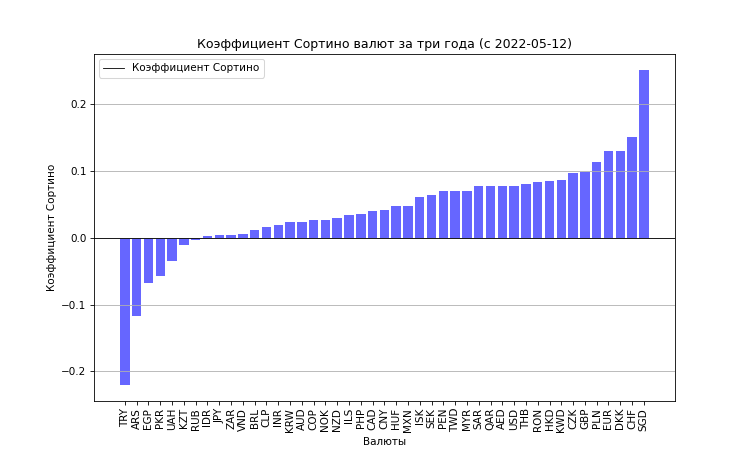 Коэффициент Сортино валют за три года (с 2022-05-12)
Коэффициент Сортино
0.2
0.1
0.0
−0.1
−0.2
Коэффициент Сортино
TRY
ARS
EGP
PKR
UAH
KZT
RUB
IDR
JPY
ZAR
VND
BRL
CLP
INR
KRW
AUD
COP
NOK
NZD
ILS
PHP
CAD
CNY
HUF
MXN
ISK
SEK
PEN
TWD
MYR
SAR
QAR
AED
USD
THB
RON
HKD
KWD
CZK
GBP
PLN
EUR
DKK
CHF
SGD
Валюты